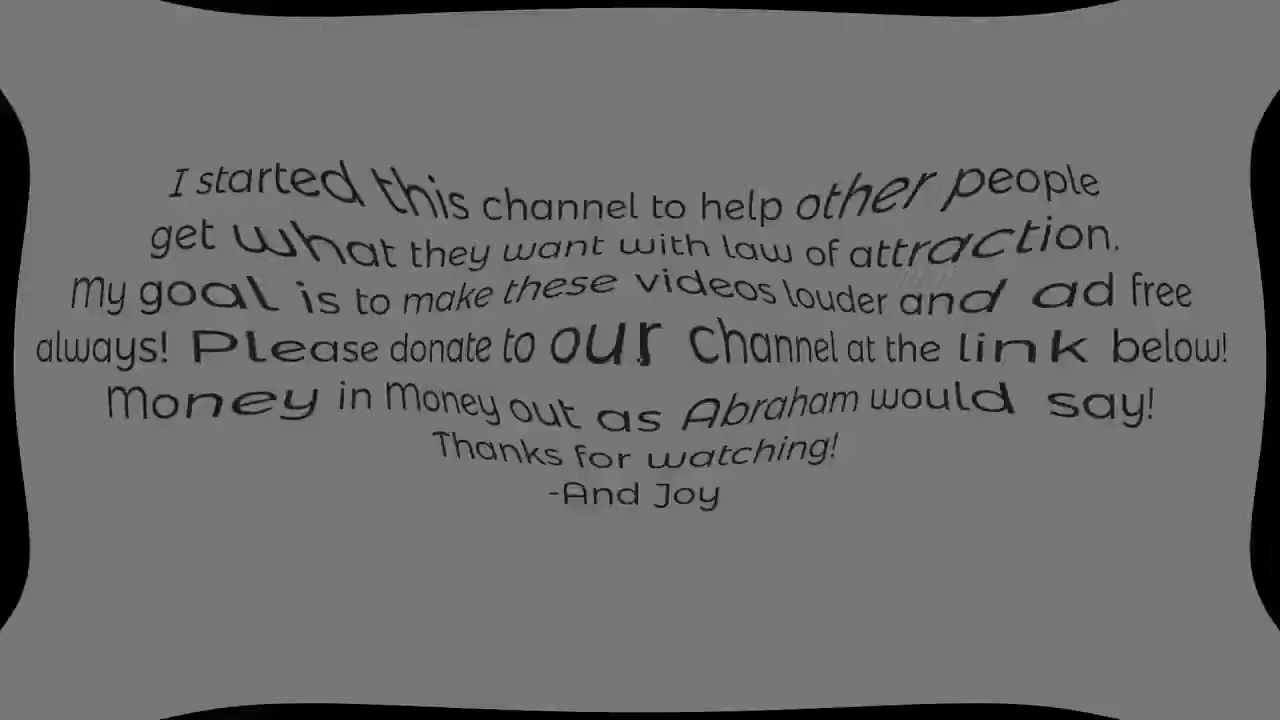 I started this channel to help other people
get what they want with law of attraction.
My goal is to make these videos louder and ad free
always! Please donate to our channel at the link below!
Money in Money out as Abraham would say!
Thanks for watching!
-And Joy